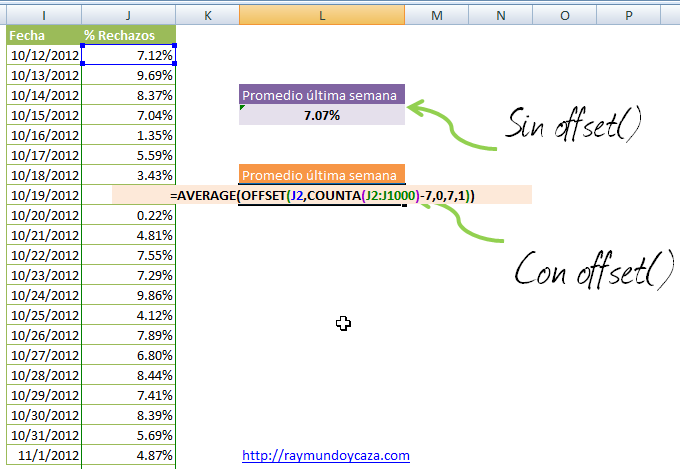 I J K L M N O P
Fecha % Rechazos
10/12/2012 7.12%
10/13/2012 9.69%
10/14/2012 8.37% Promedio última semana
10/15/2012 7.04% 7.07% Sin offset()
10/16/2012 1.35%
10/17/2012 5.59%
10/18/2012 3.43% Promedio última semana
10/19/2012 =AVERAGE(OFFSET(J2,COUNTA(J2:J1000)-7,0,7,1))
10/20/2012 0.22%
10/21/2012 4.81%
10/22/2012 7.55%
10/23/2012 7.29% Con offset()
10/24/2012 9.86%
10/25/2012 4.12%
10/26/2012 7.89%
10/27/2012 6.80%
10/28/2012 8.44%
10/29/2012 7.41%
10/30/2012 8.39%
10/31/2012 5.69%
11/1/2012 4.87% http://raymundoycaza.com